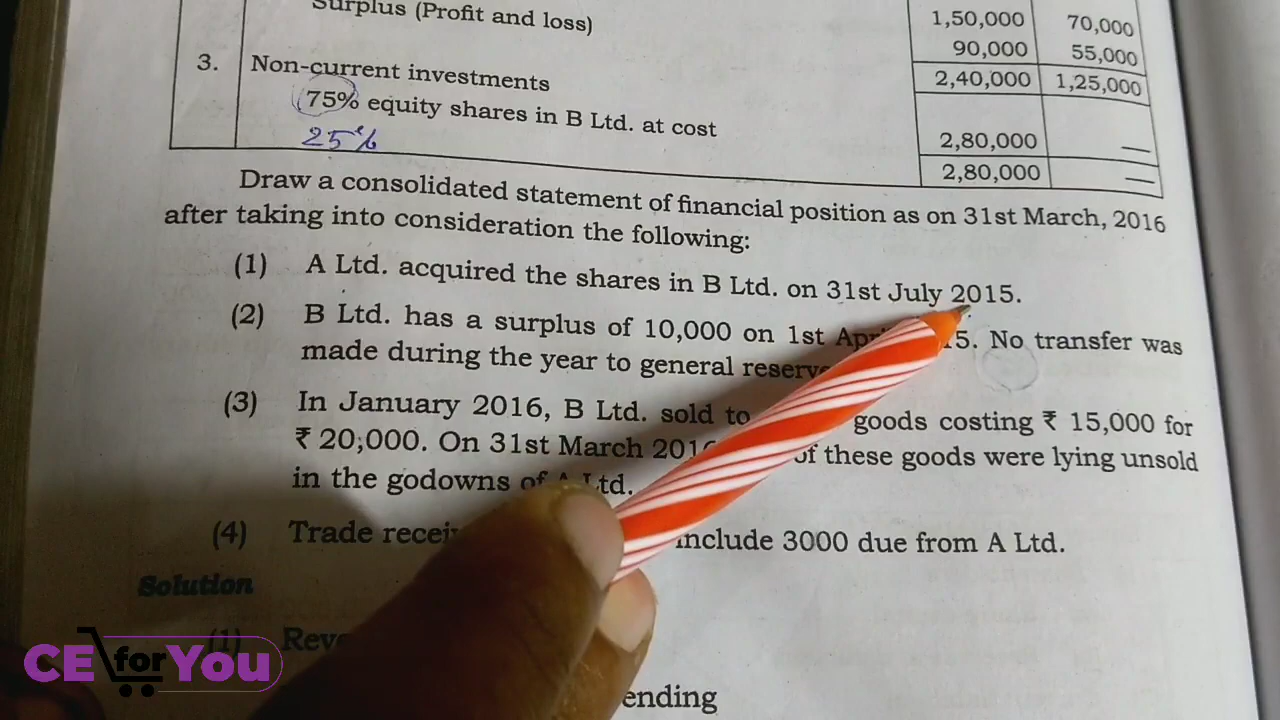 Surplus (Profit and loss) 1,50,000 70,000
90,000 55,000
2,40,000 1,25,000
3. Non-current investments
75% equity shares in B Ltd. at cost 2,80,000 —
25%
2,80,000 —
Draw a consolidated statement of financial position as on 31st March, 2016
after taking into consideration the following:
(1) A Ltd. acquired the shares in B Ltd. on 31st July 2015.
(2) B Ltd. has a surplus of 10,000 on 1st 5. No transfer was
made during the year to general reserve
(3) In January 2016, B Ltd. sold to goods costing ₹ 15,000 for
₹ 20,000. On 31st March 2016 of these goods were lying unsold
in the godowns of A Ltd.
(4) Trade include 3000 due from A Ltd.
Solution
(1)
ending
CE for You